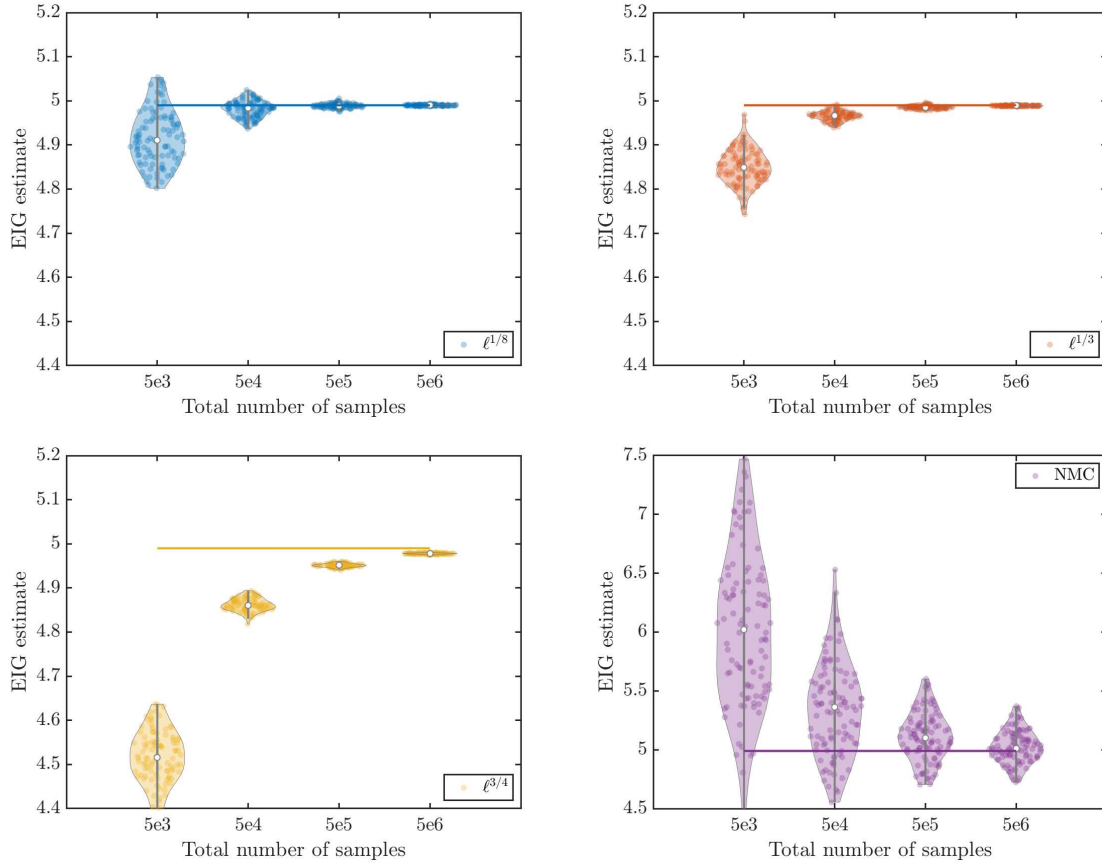 5.2
5.1
5
4.9
4.8
4.7
4.6
4.5
4.4
EIG estimate
ℓ^{1/8}
5e3 5e4 5e5 5e6
Total number of samples
5.2
5.1
5
4.9
4.8
4.7
4.6
4.5
4.4
EIG estimate
ℓ^{1/3}
5e3 5e4 5e5 5e6
Total number of samples
5.2
5.1
5
4.9
4.8
4.7
4.6
4.5
4.4
EIG estimate
ℓ^{3/4}
5e3 5e4 5e5 5e6
Total number of samples
7.5
7
6.5
6
5.5
5
4.5
EIG estimate
NMC
5e3 5e4 5e5 5e6
Total number of samples